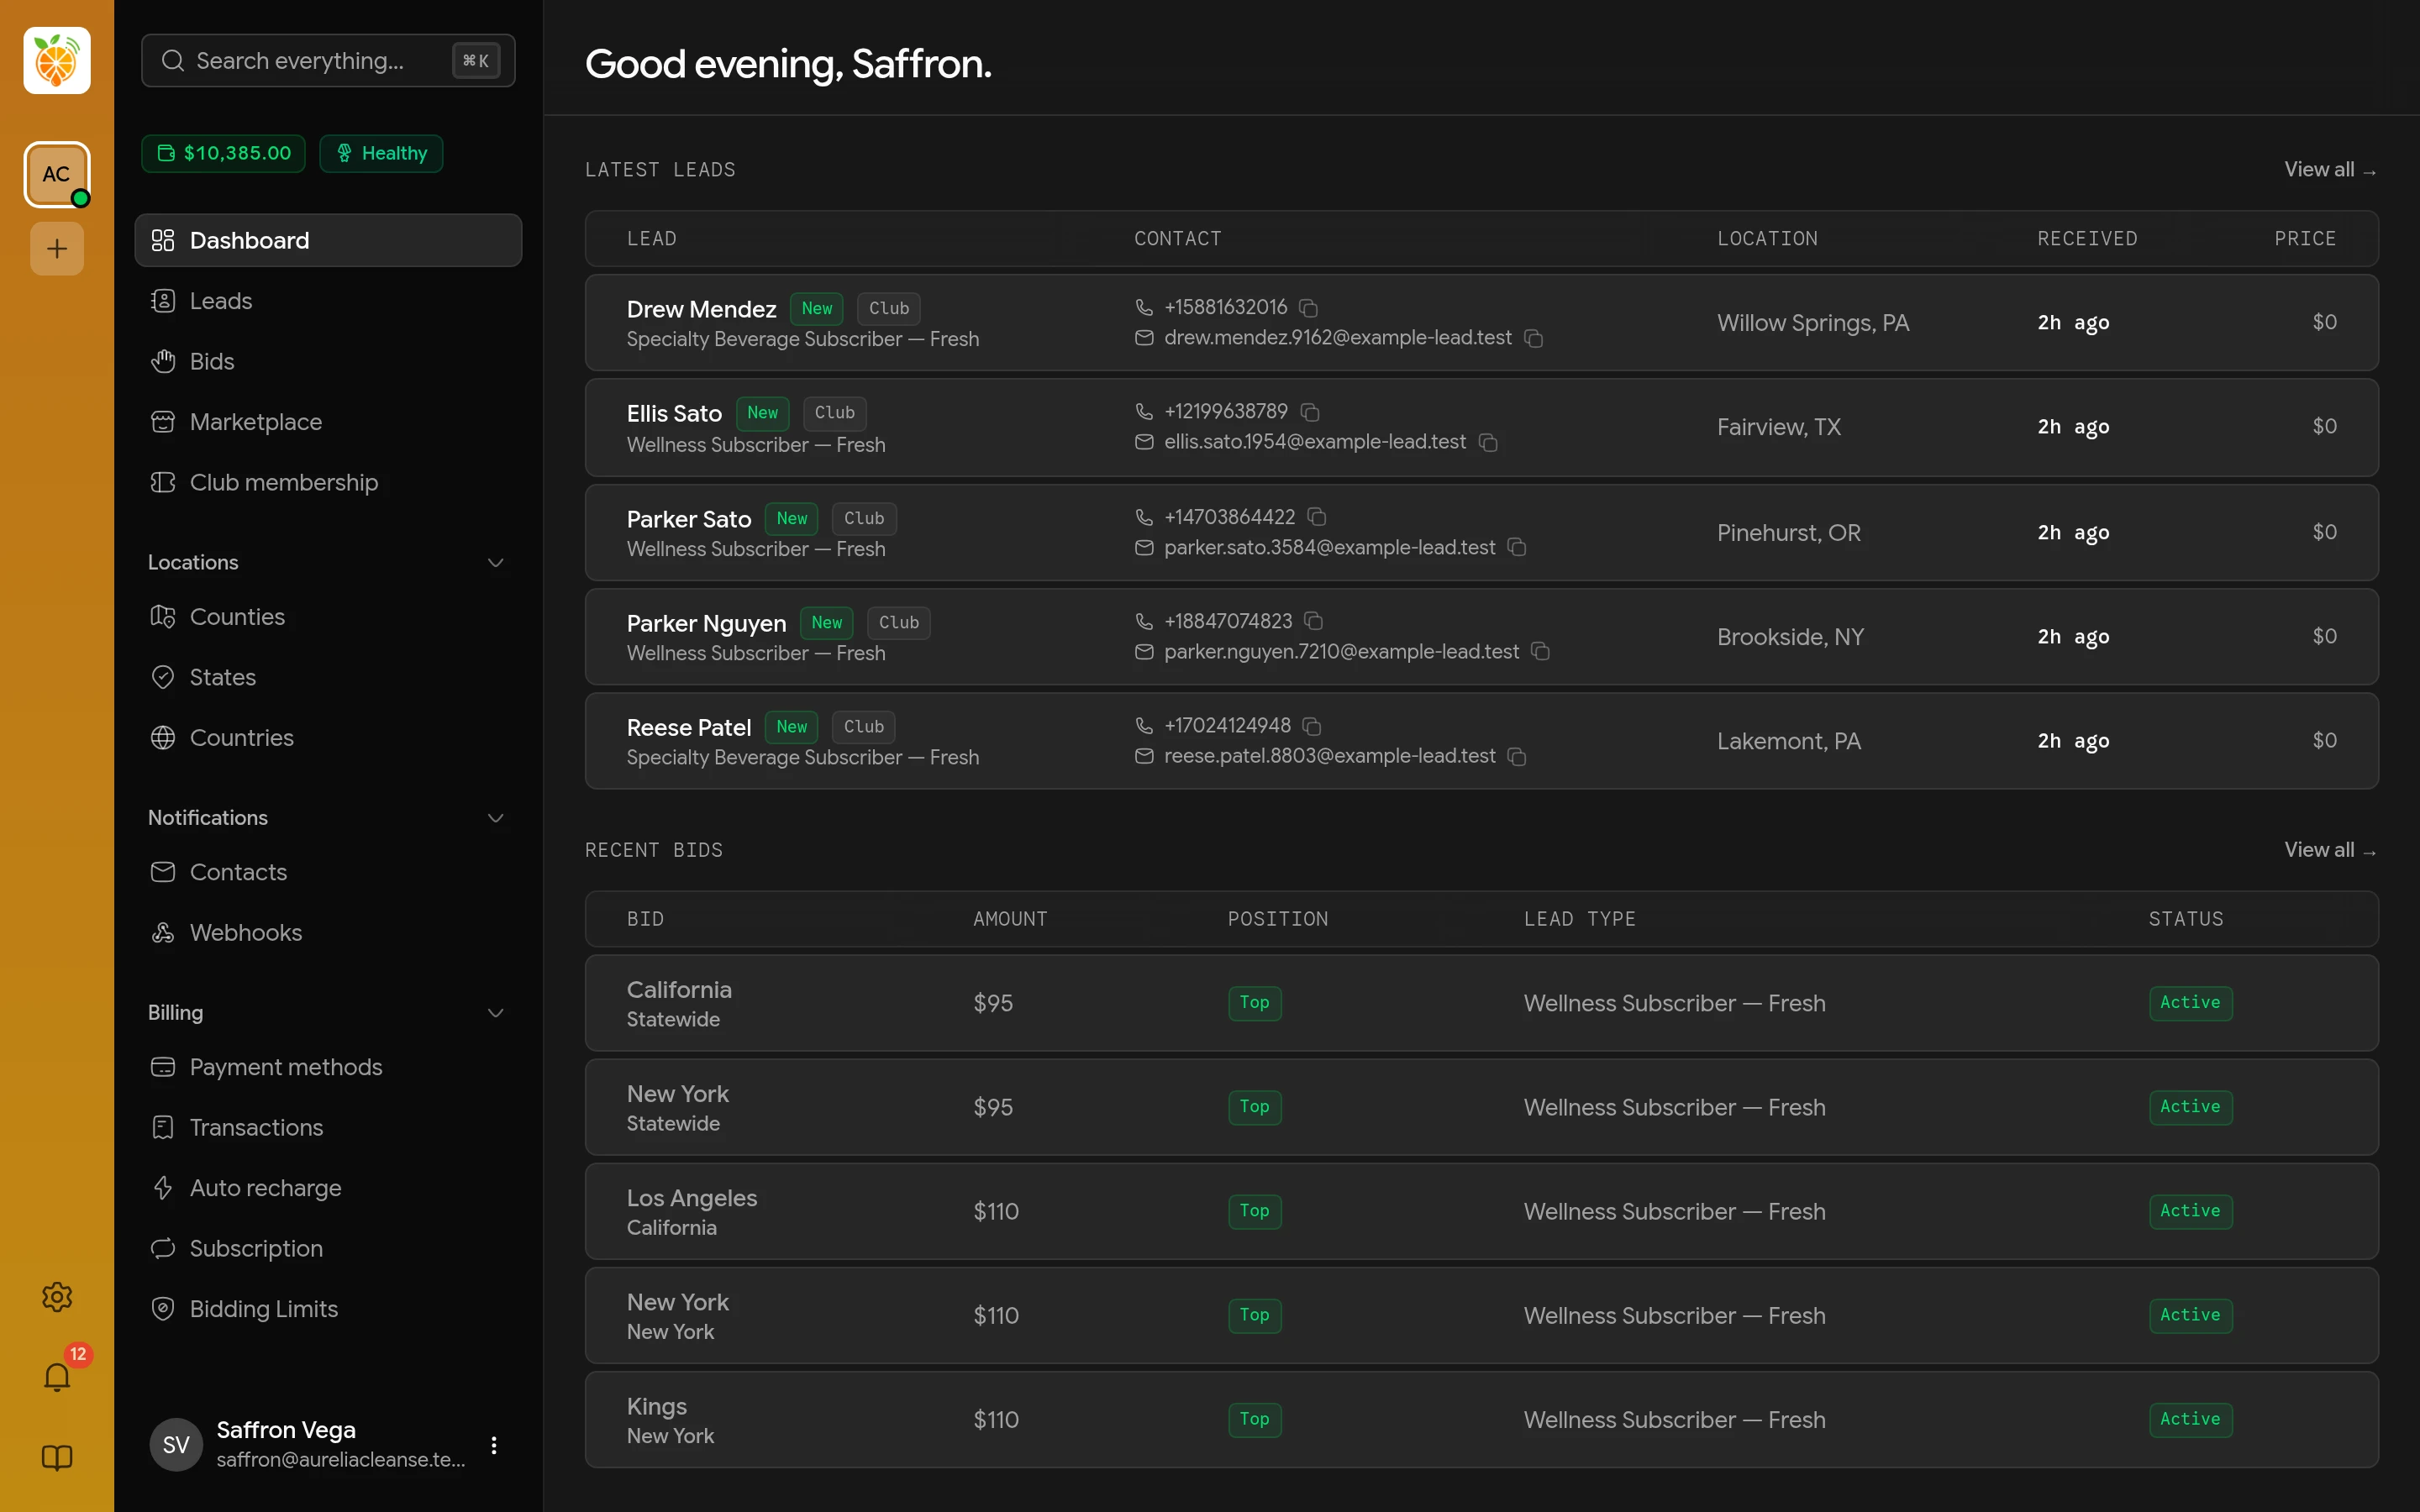 Search everything...
⌘K
Good evening, Saffron.
AC
$10,385.00
Healthy
Dashboard
Leads
Bids
Marketplace
Club membership
Locations
Counties
States
Countries
Notifications
Contacts
Webhooks
Billing
Payment methods
Transactions
Auto recharge
Subscription
Bidding Limits
12
SV
Saffron Vega
saffron@aureliacleanse.te...
LATEST LEADS
View all →
LEAD CONTACT LOCATION RECEIVED PRICE
Drew Mendez New Club
Specialty Beverage Subscriber — Fresh
+15881632016
drew.mendez.9162@example-lead.test
Willow Springs, PA
2h ago
$0
Ellis Sato New Club
Wellness Subscriber — Fresh
+12199638789
ellis.sato.1954@example-lead.test
Fairview, TX
2h ago
$0
Parker Sato New Club
Wellness Subscriber — Fresh
+14703864422
parker.sato.3584@example-lead.test
Pinehurst, OR
2h ago
$0
Parker Nguyen New Club
Wellness Subscriber — Fresh
+18847074823
parker.nguyen.7210@example-lead.test
Brookside, NY
2h ago
$0
Reese Patel New Club
Specialty Beverage Subscriber — Fresh
+17024124948
reese.patel.8803@example-lead.test
Lakemont, PA
2h ago
$0
RECENT BIDS
View all →
BID AMOUNT POSITION LEAD TYPE STATUS
California
Statewide
$95
Top
Wellness Subscriber — Fresh
Active
New York
Statewide
$95
Top
Wellness Subscriber — Fresh
Active
Los Angeles
California
$110
Top
Wellness Subscriber — Fresh
Active
New York
New York
$110
Top
Wellness Subscriber — Fresh
Active
Kings
New York
$110
Top
Wellness Subscriber — Fresh
Active